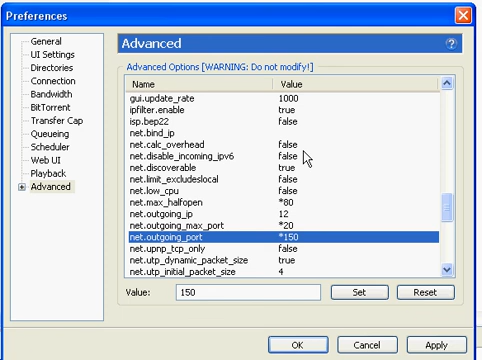 Preferences
General
UI Settings
Directories
Connection
Bandwidth
BitTorrent
Transfer Cap
Queueing
Scheduler
Web UI
Playback
Advanced
Advanced
Advanced Options [WARNING: Do not modify!]
Name Value
gui.update_rate 1000
ipfilter.enable true
isp.bep22 false
net.bind_ip
net.calc_overhead false
net.disable_incoming_ipv6 false
net.discoverable true
net.limit_excludeslocal false
net.low_cpu false
net.max_halfopen *80
net.outgoing_ip 12
net.outgoing_max_port *20
net.outgoing_port *150
net.upnp_tcp_only false
net.utp_dynamic_packet_size true
net.utp_initial_packet_size 4
Value: 150 Set Reset
OK Cancel Apply